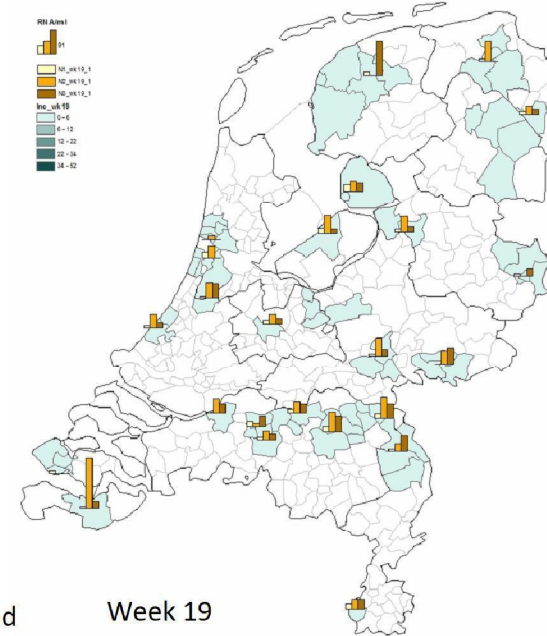 RN A/ml
91
N1_wk19_1
N2_wk19_1
N3_wk19_1
Inc_wk19
0 - 6
6 - 12
12 - 22
22 - 34
34 - 52
d
Week 19